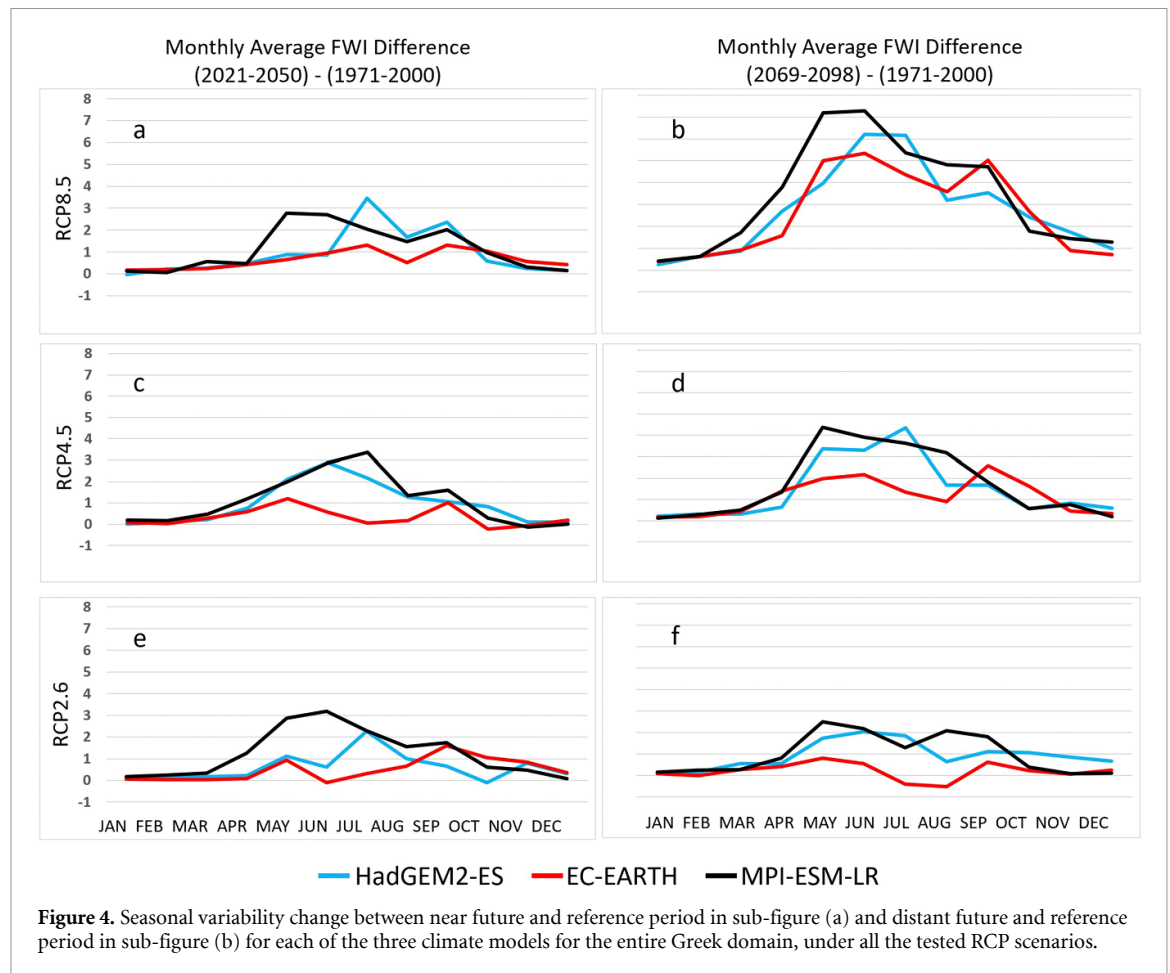 Monthly Average FWI Difference
(2021-2050) - (1971-2000)
Monthly Average FWI Difference
(2069-2098) - (1971-2000)
RCP8.5
8
7
6
5
4
3
2
1
0
-1
a
b
RCP4.5
8
7
6
5
4
3
2
1
0
-1
c
d
RCP2.6
8
7
6
5
4
3
2
1
0
-1
e
f
JAN FEB MAR APR MAY JUN JUL AUG SEP OCT NOV DEC
JAN FEB MAR APR MAY JUN JUL AUG SEP OCT NOV DEC
HadGEM2-ES EC-EARTH MPI-ESM-LR
Figure 4. Seasonal variability change between near future and reference period in sub-figure (a) and distant future and reference
period in sub-figure (b) for each of the three climate models for the entire Greek domain, under all the tested RCP scenarios.